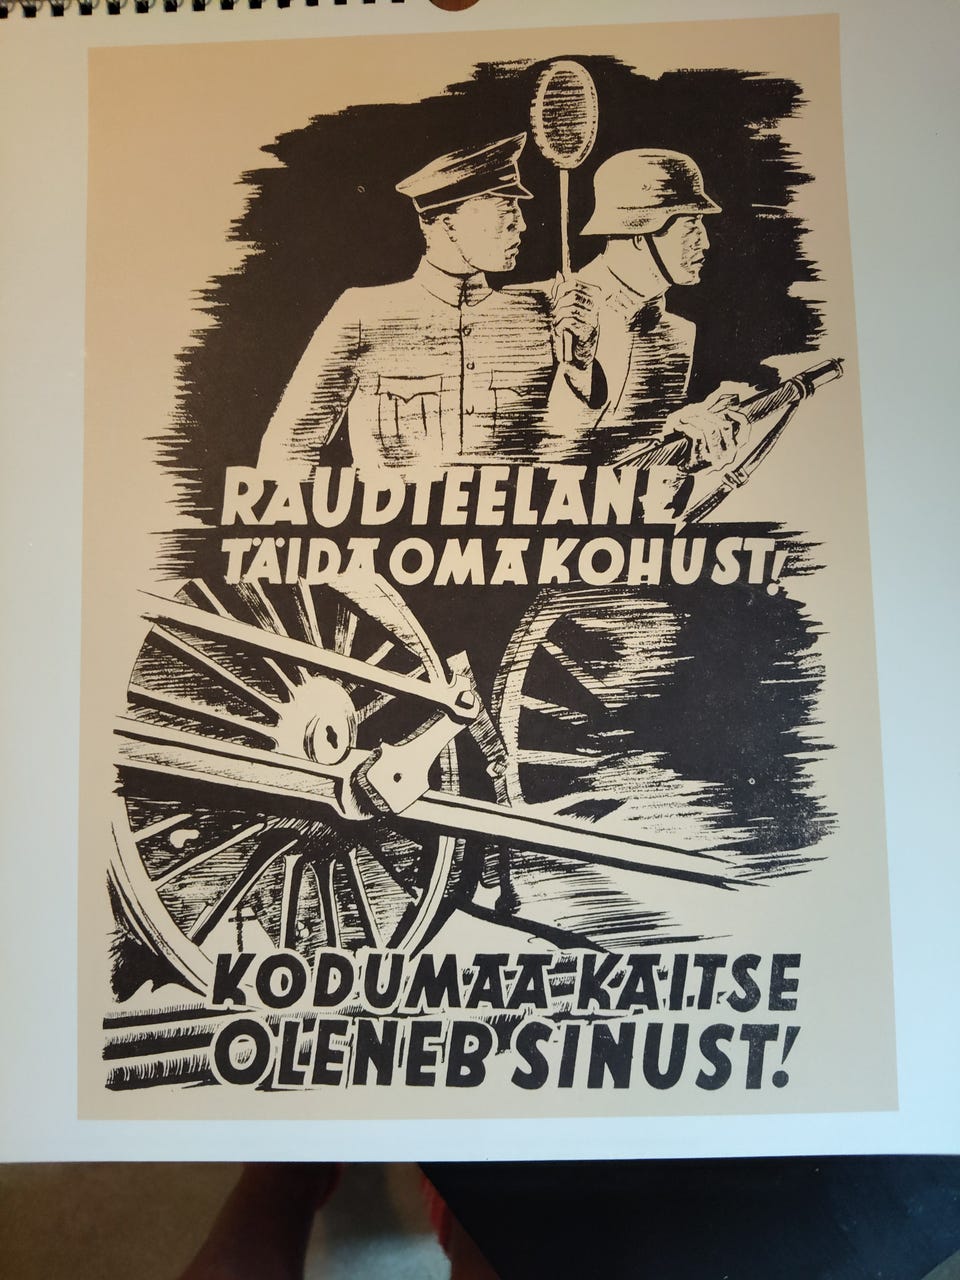 RAUDTEELANE
TÄIDA OMA KOHUST!
KODUMAA KAITSE
OLENEB SINUST!